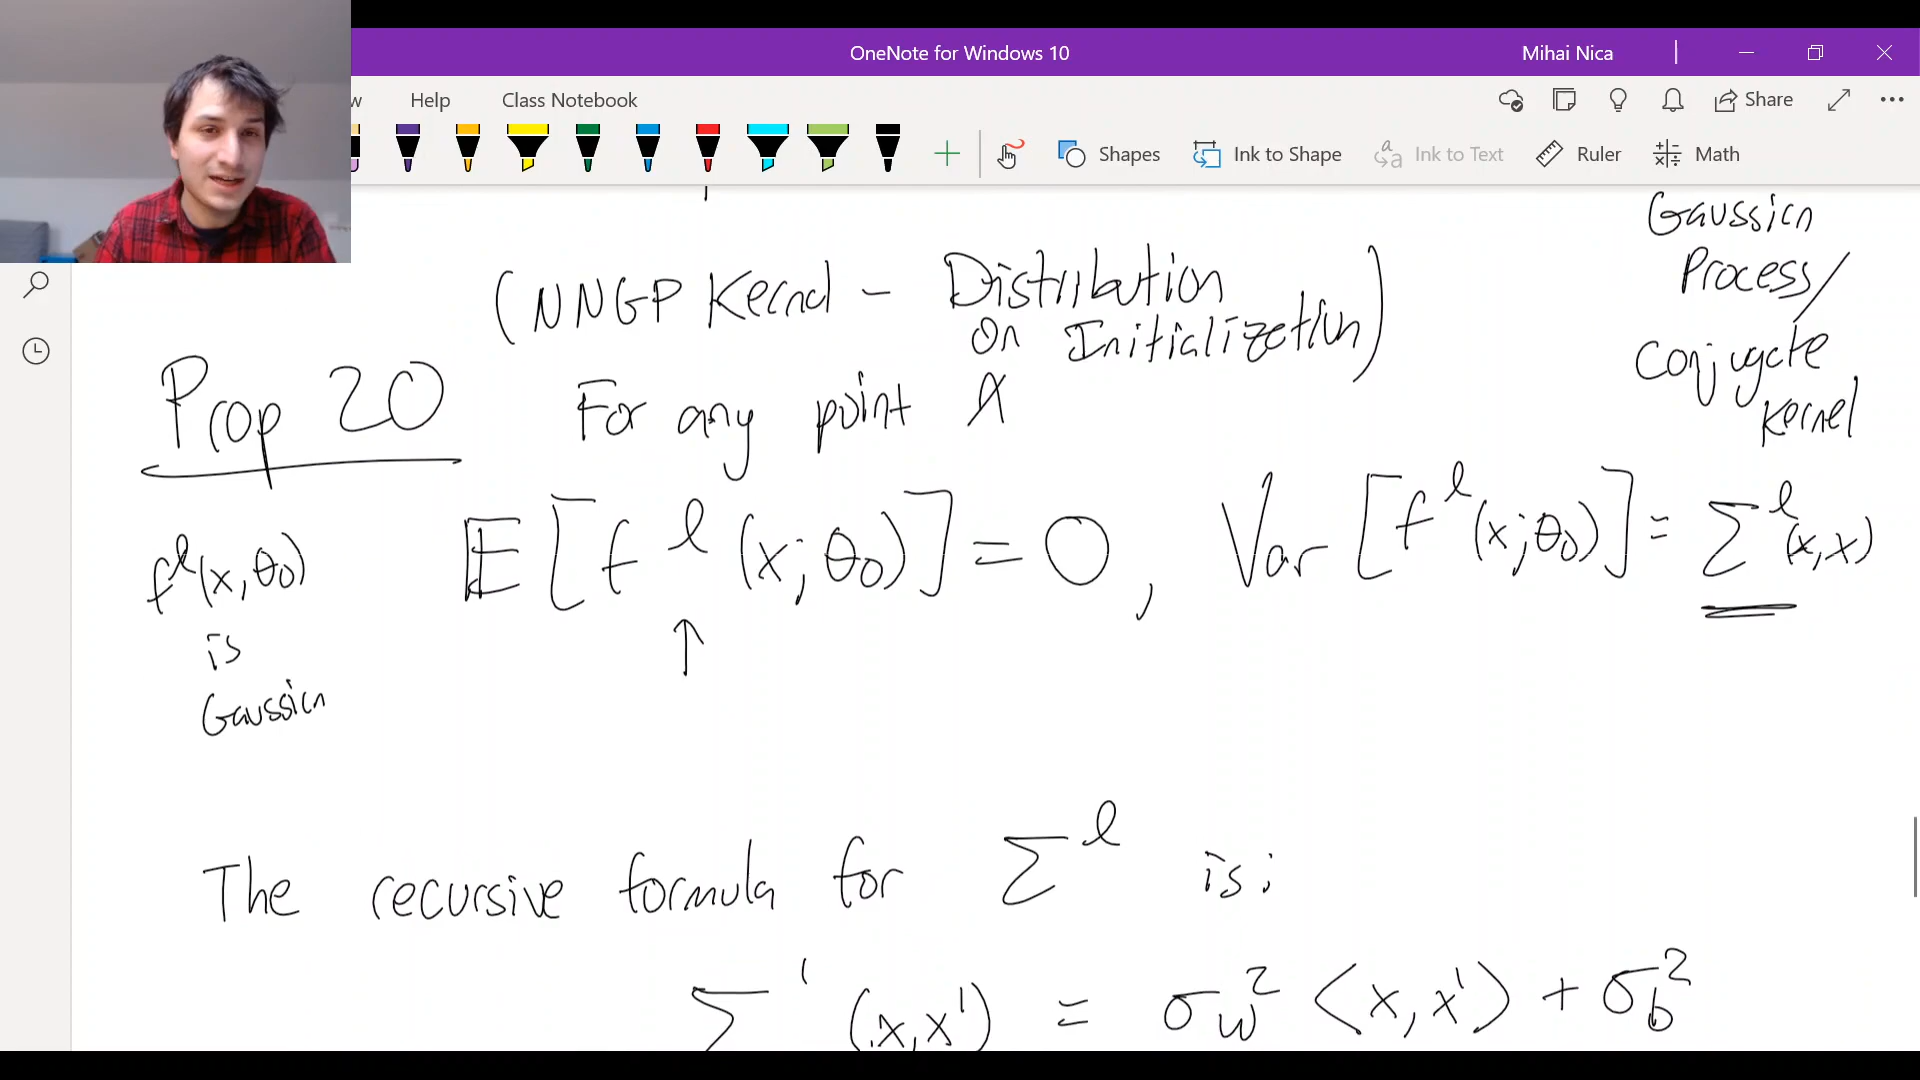 OneNote for Windows 10
Mihai Nica
w Help Class Notebook
Share
Shapes Ink to Shape Ink to Text Ruler Math
Gaussian
Process/
Conjugate
Kernel
(NNGP Kernel - Distribution
on Initialization)
Prop 20
For any point x
f^ℓ(x,θ₀)
is
Gaussian
E[f^ℓ(x;θ₀)] = 0, Var[f^ℓ(x;θ₀)] = Σ^ℓ(x,x)
↑
The recursive formula for Σ^ℓ is:
Σ^1(x,x') = σ_w^2 <x,x'> + σ_b^2